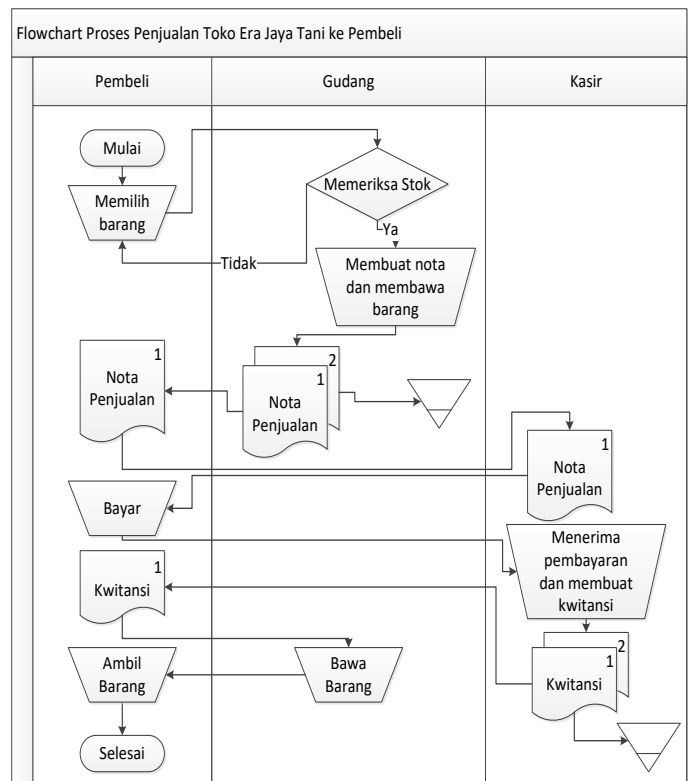 Flowchart Proses Penjualan Toko Era Jaya Tani ke Pembeli
Pembeli
Gudang
Kasir
Mulai
Memilih
barang
Memeriksa Stok
Ya
Tidak
Membuat nota
dan membawa
barang
1
Nota
Penjualan
2
1
Nota
Penjualan
1
Nota
Penjualan
Bayar
Menerima
pembayaran
dan membuat
kwitansi
1
Kwitansi
2
1
Kwitansi
Bawa
Barang
Ambil
Barang
Selesai